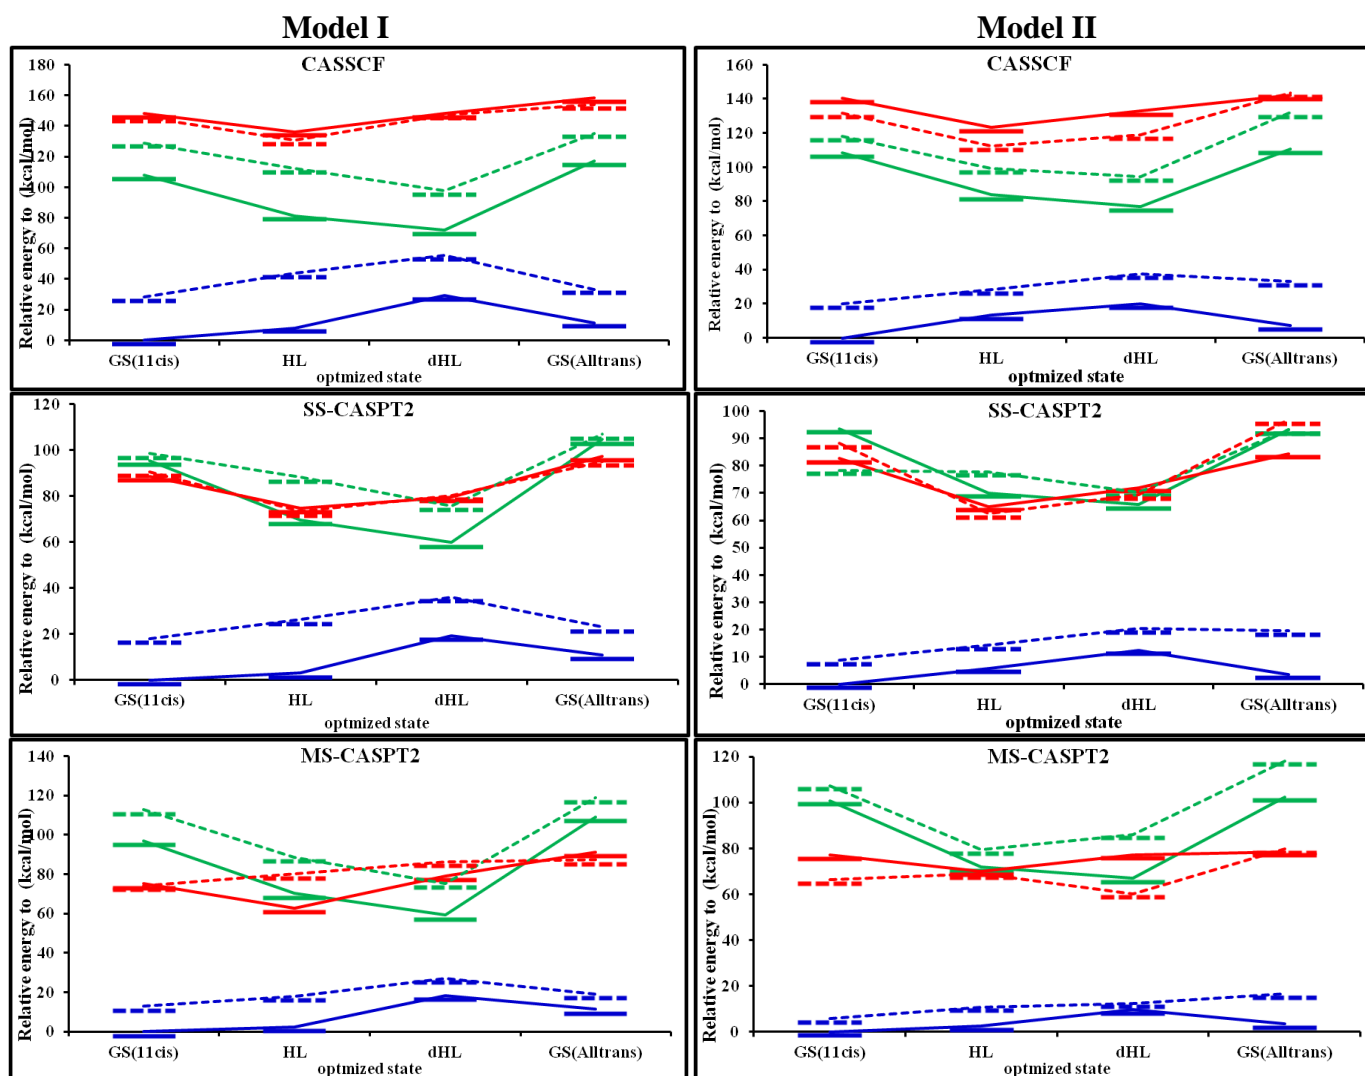 Model I
Model II
CASSCF
Relative energy to (kcal/mol)
180
160
140
120
100
80
60
40
20
0
GS(11cis) HL dHL GS(Alltrans)
optmized state
CASSCF
Relative energy to (kcal/mol)
160
140
120
100
80
60
40
20
0
GS(11cis) HL dHL GS(Alltrans)
optmized state
SS-CASPT2
Relative energy to (kcal/mol)
120
100
80
60
40
20
0
GS(11cis) HL dHL GS(Alltrans)
optmized state
SS-CASPT2
Relative energy to (kcal/mol)
100
90
80
70
60
50
40
30
20
10
0
GS(11cis) HL dHL GS(Alltrans)
optmized state
MS-CASPT2
Relative energy to (kcal/mol)
140
120
100
80
60
40
20
0
GS(11cis) HL dHL GS(Alltrans)
optmized state
MS-CASPT2
Relative energy to (kcal/mol)
120
100
80
60
40
20
0
GS(11cis) HL dHL GS(Alltrans)
optmized state